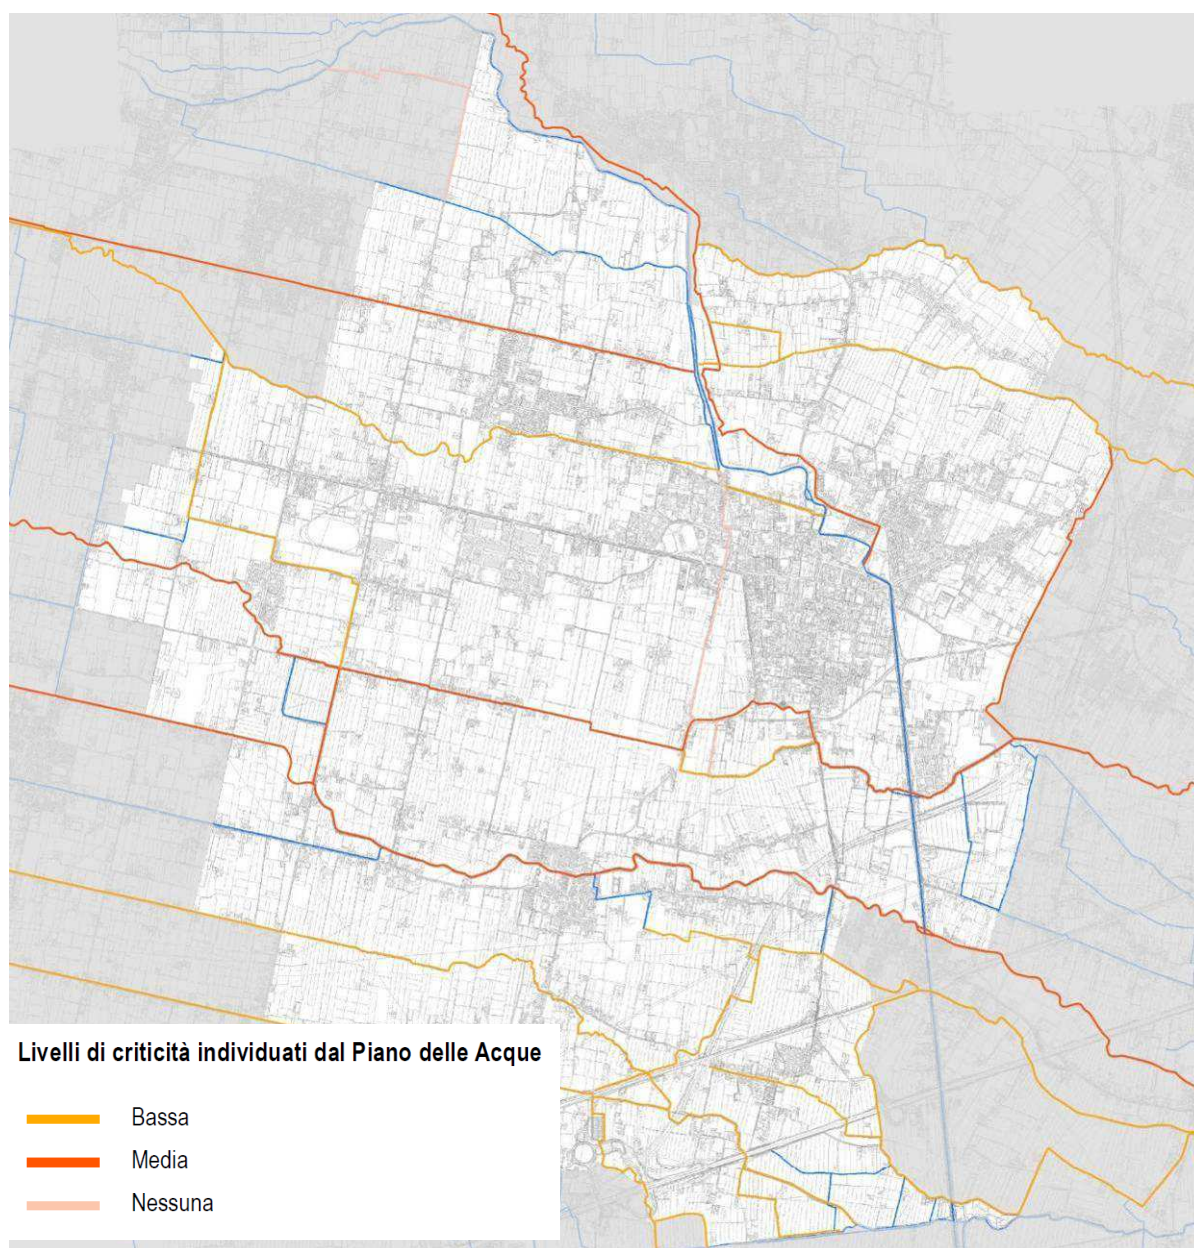 Livelli di criticità individuati dal Piano delle Acque
Bassa
Media
Nessuna